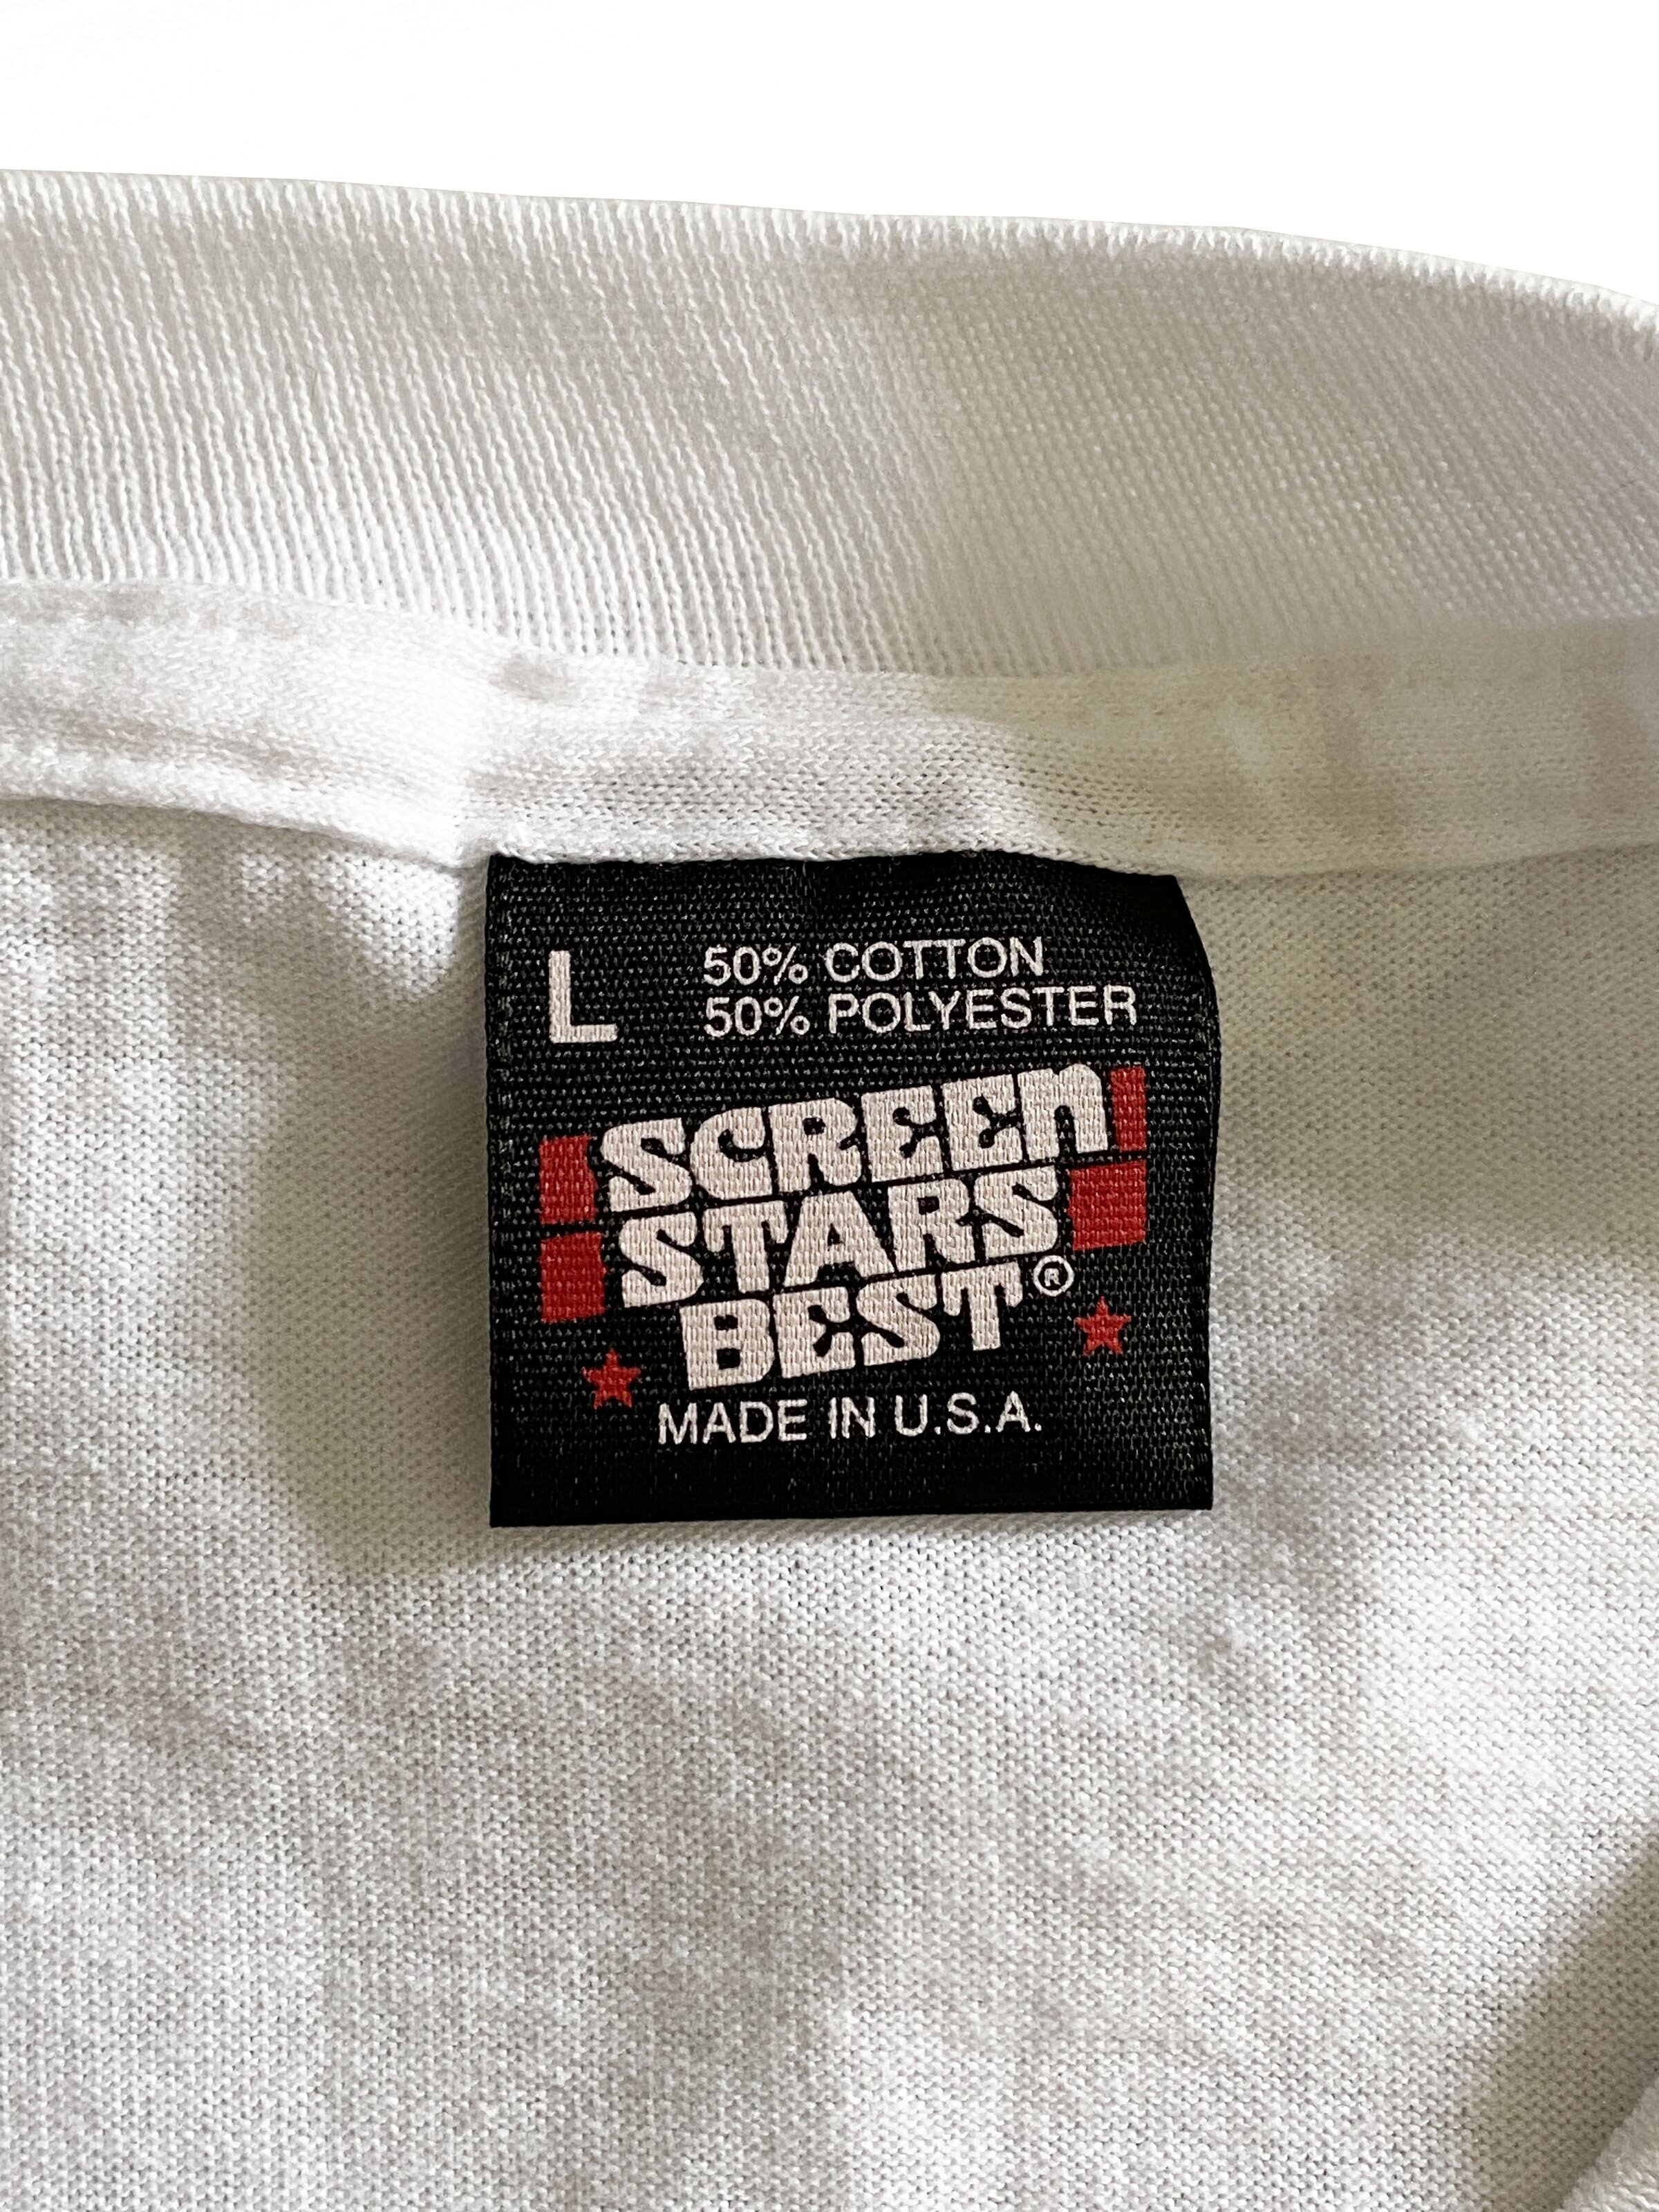 L
50% COTTON
50% POLYESTER
SCREEN
STARS
BEST®
MADE IN U.S.A.